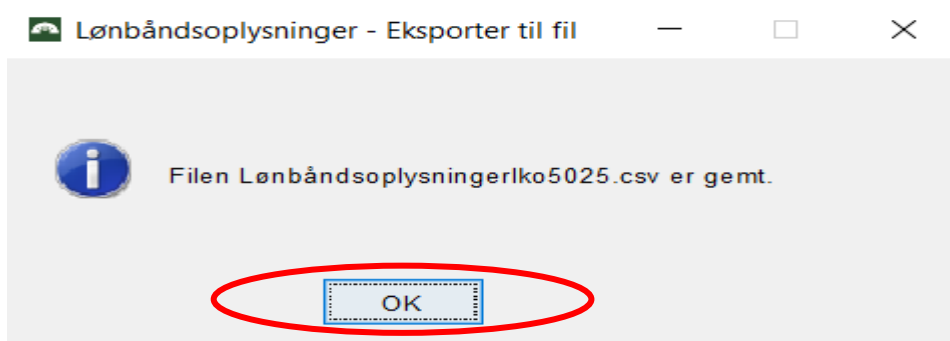 Lønbåndsoplysninger - Eksporter til fil
Filen Lønbåndsoplysningerlko5025.csv er gemt.
OK